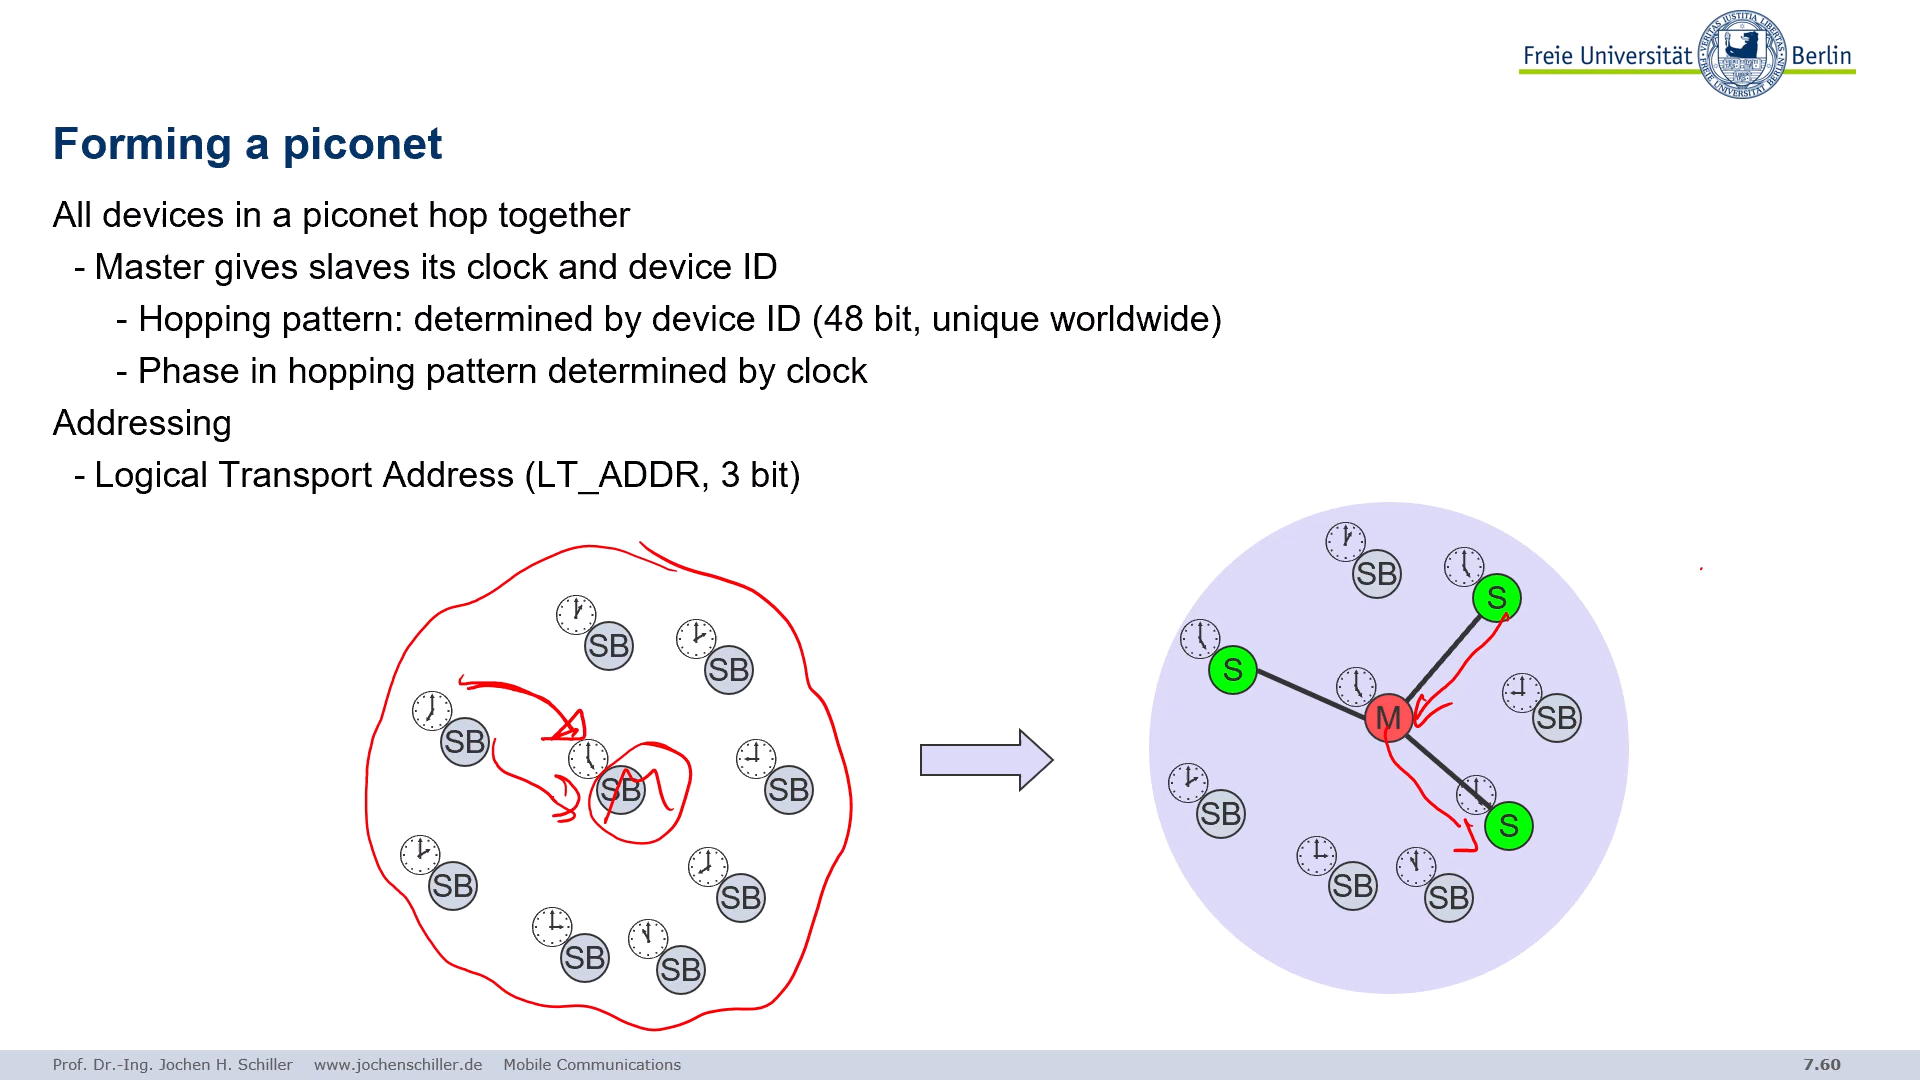 Freie Universität Berlin
Forming a piconet
All devices in a piconet hop together
- Master gives slaves its clock and device ID
- Hopping pattern: determined by device ID (48 bit, unique worldwide)
- Phase in hopping pattern determined by clock
Addressing
- Logical Transport Address (LT_ADDR, 3 bit)
SB
SB
SB
SB
M
SB
SB
SB
SB
SB
SB
S
S
M
SB
SB
S
SB
SB
Prof. Dr.-Ing. Jochen H. Schiller www.jochenschiller.de Mobile Communications 7.60